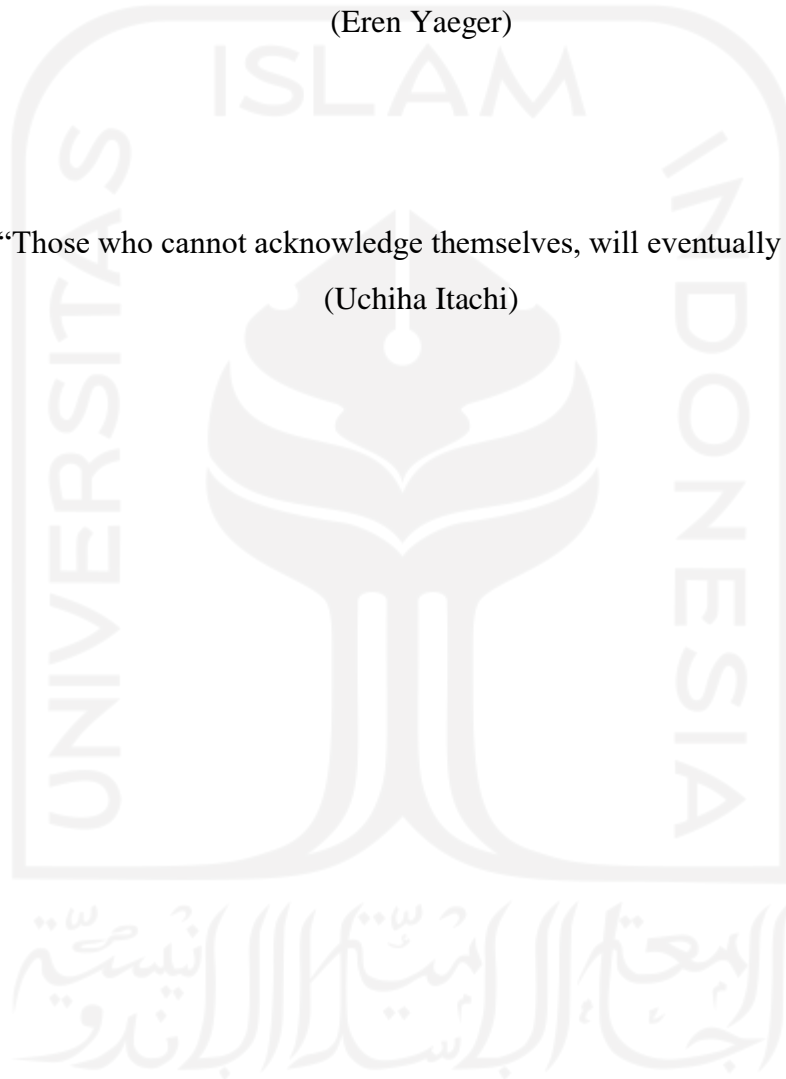 (Eren Yaeger)
ISLAM
UNIVERSITAS
INDONESIA
“Those who cannot acknowledge themselves, will eventually
(Uchiha Itachi)